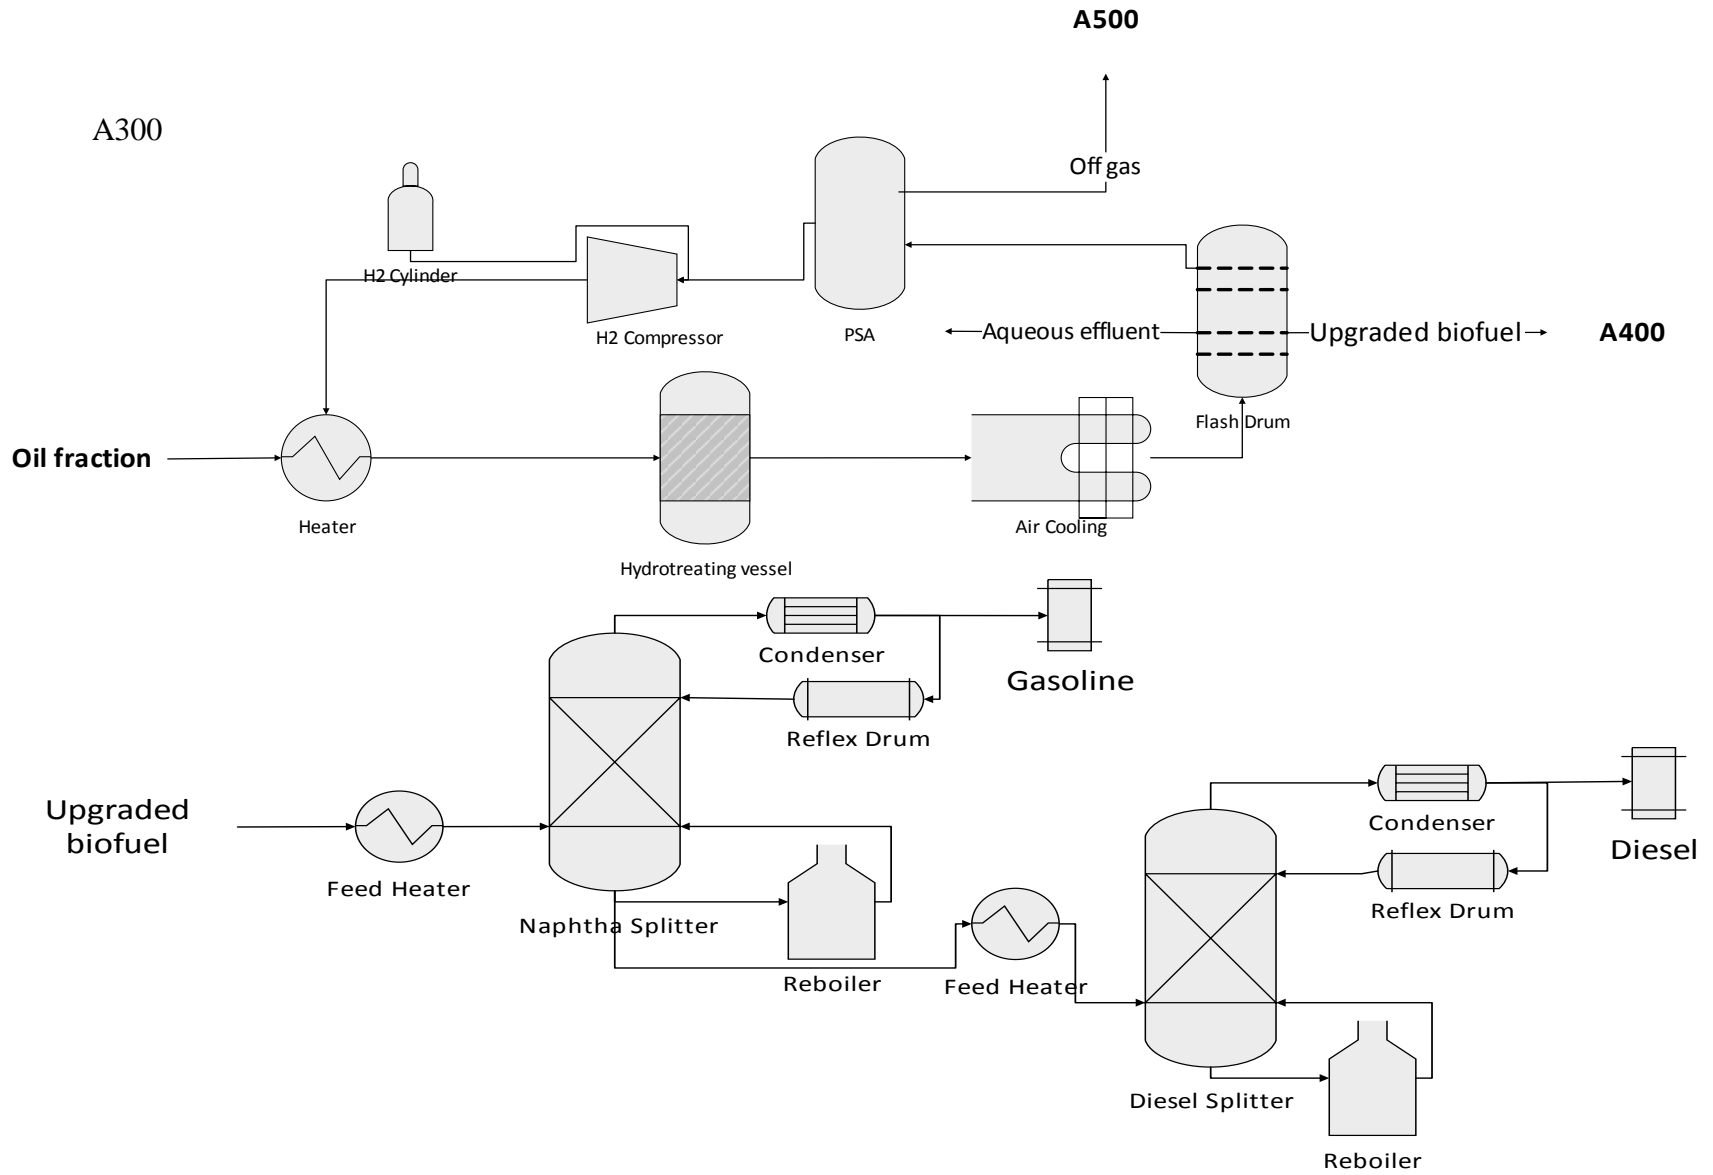 A500
A300
Off gas
H2 Cylinder
H2 Compressor
PSA
Aqueous effluent
Upgraded biofuel
A400
Flash Drum
Oil fraction
Heater
Air Cooling
Hydrotreating vessel
Condenser
Gasoline
Reflex Drum
Upgraded
biofuel
Feed Heater
Naphtha Splitter
Reboiler
Feed Heater
Condenser
Diesel
Reflex Drum
Diesel Splitter
Reboiler